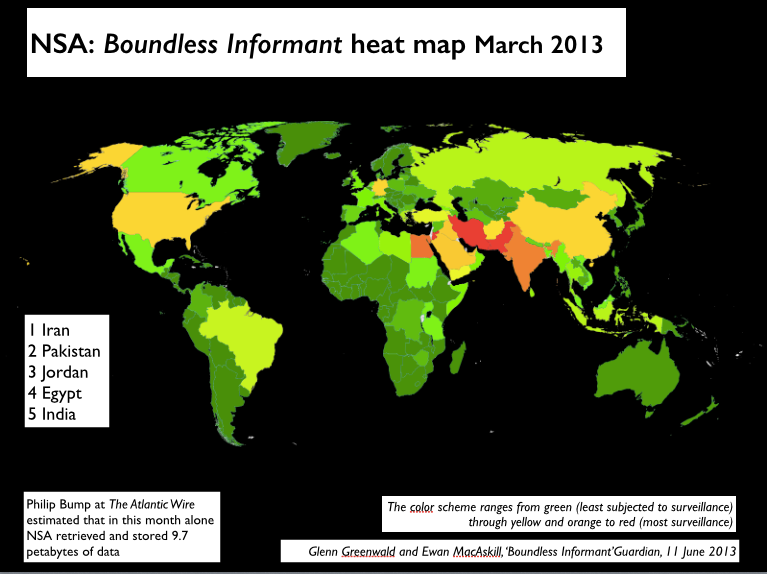 NSA: Boundless Informant heat map March 2013
1 Iran
2 Pakistan
3 Jordan
4 Egypt
5 India
Philip Bump at The Atlantic Wire
estimated that in this month alone
NSA retrieved and stored 9.7
petabytes of data
The color scheme ranges from green (least subjected to surveillance)
through yellow and orange to red (most surveillance)
Glenn Greenwald and Ewan MacAskill, ‘Boundless Informant’Guardian, 11 June 2013